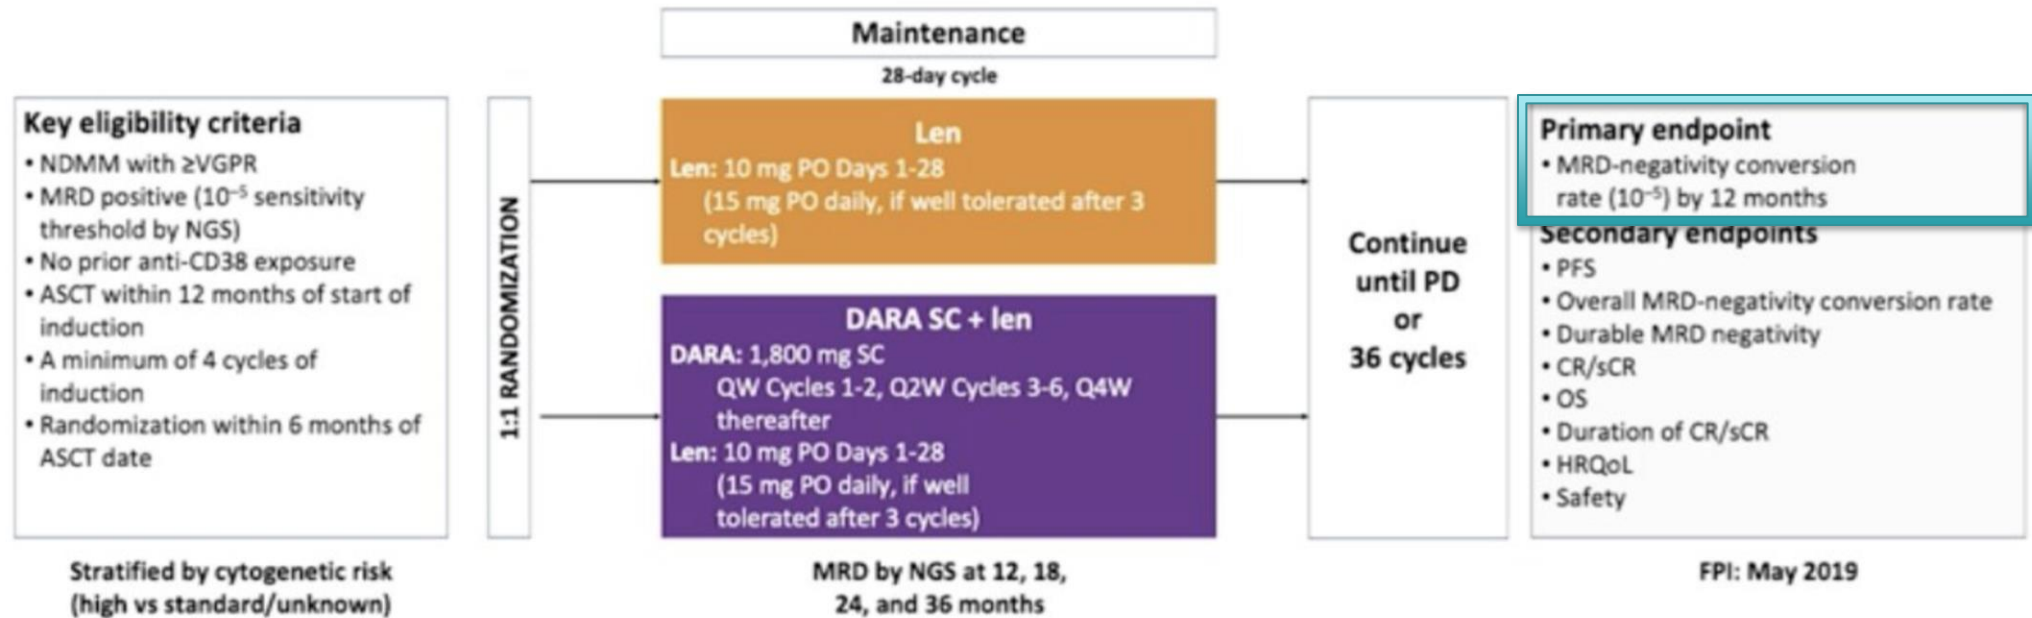 Maintenance
28-day cycle
Key eligibility criteria
• NDMM with ≥VGPR
• MRD positive (10⁻⁵ sensitivity
threshold by NGS)
• No prior anti-CD38 exposure
• ASCT within 12 months of start of
induction
• A minimum of 4 cycles of
induction
• Randomization within 6 months of
ASCT date
Stratified by cytogenetic risk
(high vs standard/unknown)
1:1 RANDOMIZATION
Len
Len: 10 mg PO Days 1-28
(15 mg PO daily, if well tolerated after 3
cycles)
DARA SC + len
DARA: 1,800 mg SC
QW Cycles 1-2, Q2W Cycles 3-6, Q4W
thereafter
Len: 10 mg PO Days 1-28
(15 mg PO daily, if well
tolerated after 3 cycles)
MRD by NGS at 12, 18,
24, and 36 months
Continue
until PD
or
36 cycles
Primary endpoint
• MRD-negativity conversion
rate (10⁻⁵) by 12 months
Secondary endpoints
• PFS
• Overall MRD-negativity conversion rate
• Durable MRD negativity
• CR/sCR
• OS
• Duration of CR/sCR
• HRQoL
• Safety
FPI: May 2019